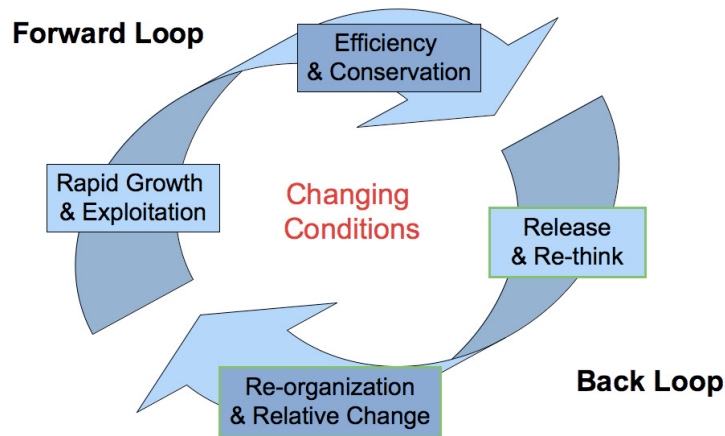 Forward Loop
Efficiency
& Conservation
Rapid Growth
& Exploitation
Changing
Conditions
Release
& Re-think
Re-organization
& Relative Change
Back Loop